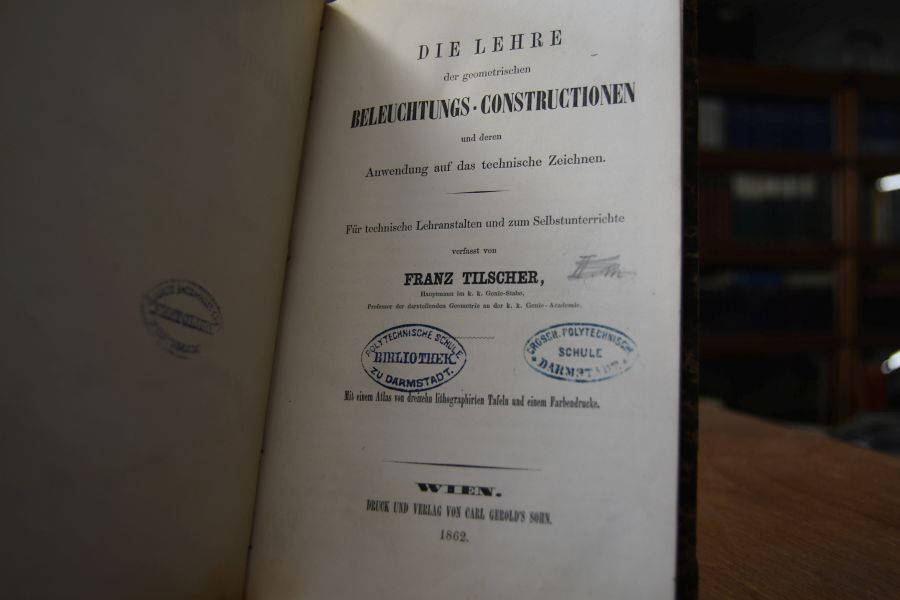 DIE LEHRE
der geometrischen
BELEUCHTUNGS-CONSTRUCTIONEN
und deren
Anwendung auf das technische Zeichnen.
Für technische Lehranstalten und zum Selbstunterrichte
verfasst von
FRANZ TILSCHER,
Hauptmann im k. k. Genie-Stabe,
Professor der darstellenden Geometrie an der k. k. Genie-Academie.
POLYTECHNISCHE SCHULE
BIBLIOTHEK
ZU DARMSTADT.
GROSSH. POLYTECHNISCHE
SCHULE
DARMSTADT
Mit einem Atlas von dreizehn lithographirten Tafeln und einem Farbendrucke.
WIEN.
DRUCK UND VERLAG VON CARL GEROLD'S SOHN.
1862.